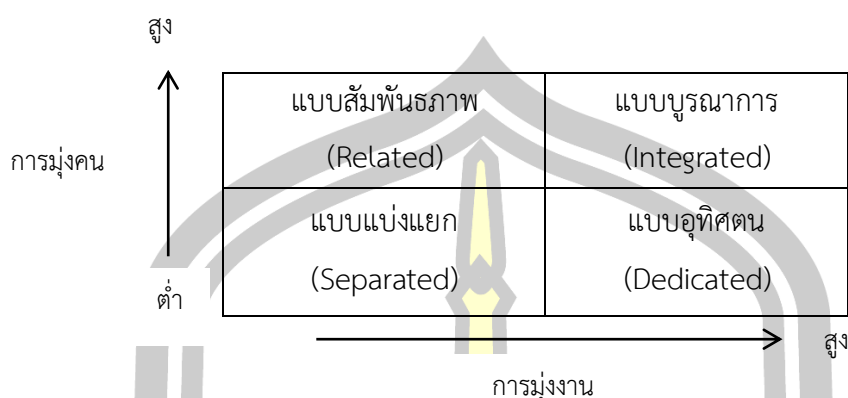 สูง
แบบสัมพันธภาพ แบบบูรณาการ
การมุ่งคน (Related) (Integrated)
แบบแบ่งแยก แบบอุทิศตน
(Separated) (Dedicated)
ต่ำ
สูง
การมุ่งงาน